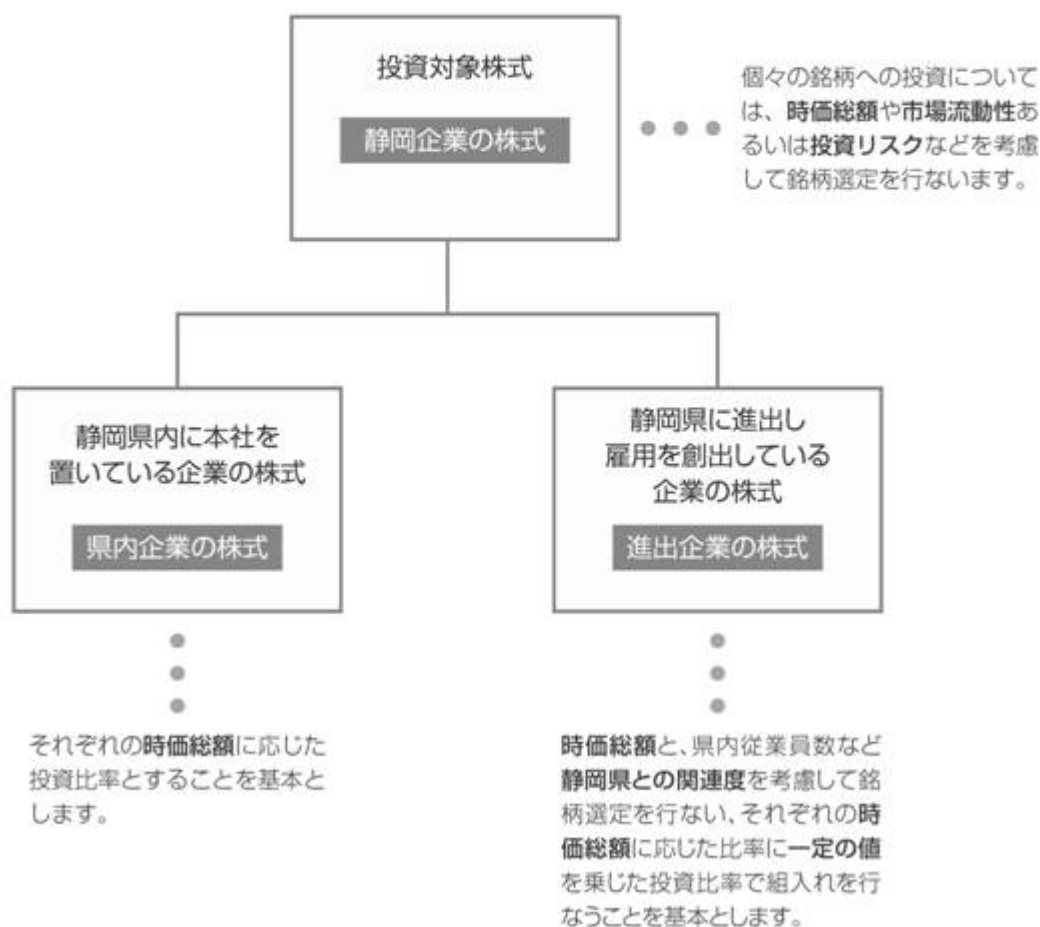 投資対象株式
静岡企業の株式
個々の銘柄への投資について
は、時価総額や市場流動性あ
るいは投資リスクなどを考慮
して銘柄選定を行ないます。
静岡県内に本社を
置いている企業の株式
県内企業の株式
それぞれの時価総額に応じた
投資比率とすることを基本と
します。
静岡県に進出し
雇用を創出している
企業の株式
進出企業の株式
時価総額と、県内従業員数など
静岡県との関連度を考慮して銘
柄選定を行ない、それぞれの時
価総額に応じた比率に一定の値
を乗じた投資比率で組入れを行
なうことを基本とします。